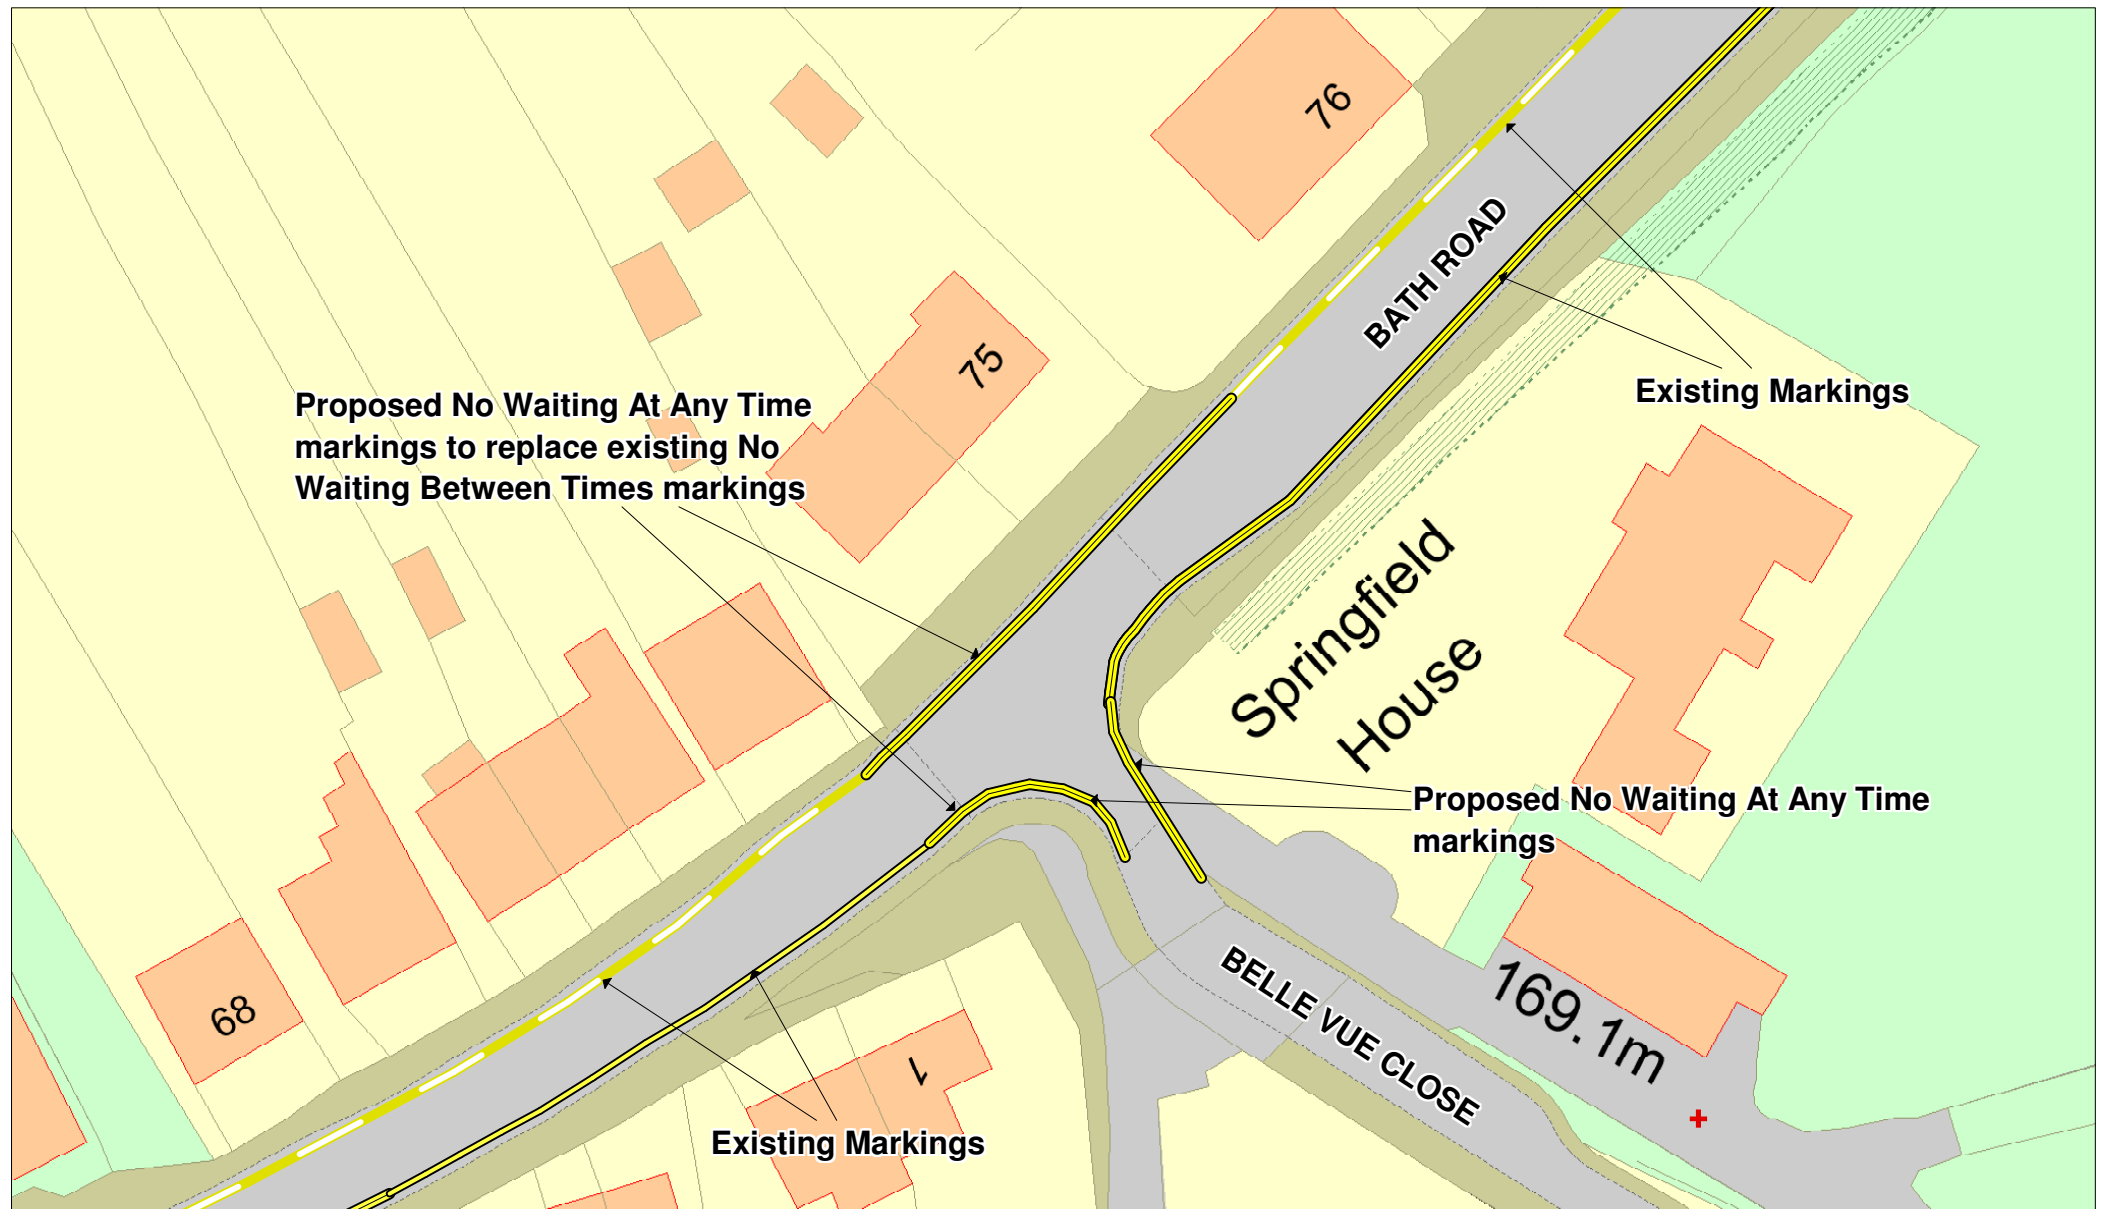 76
BATH ROAD
75
Existing Markings
Proposed No Waiting At Any Time
markings to replace existing No
Waiting Between Times markings
Springfield
House
Proposed No Waiting At Any Time
markings
68
BELLE VUE CLOSE
169.1m
1
Existing Markings